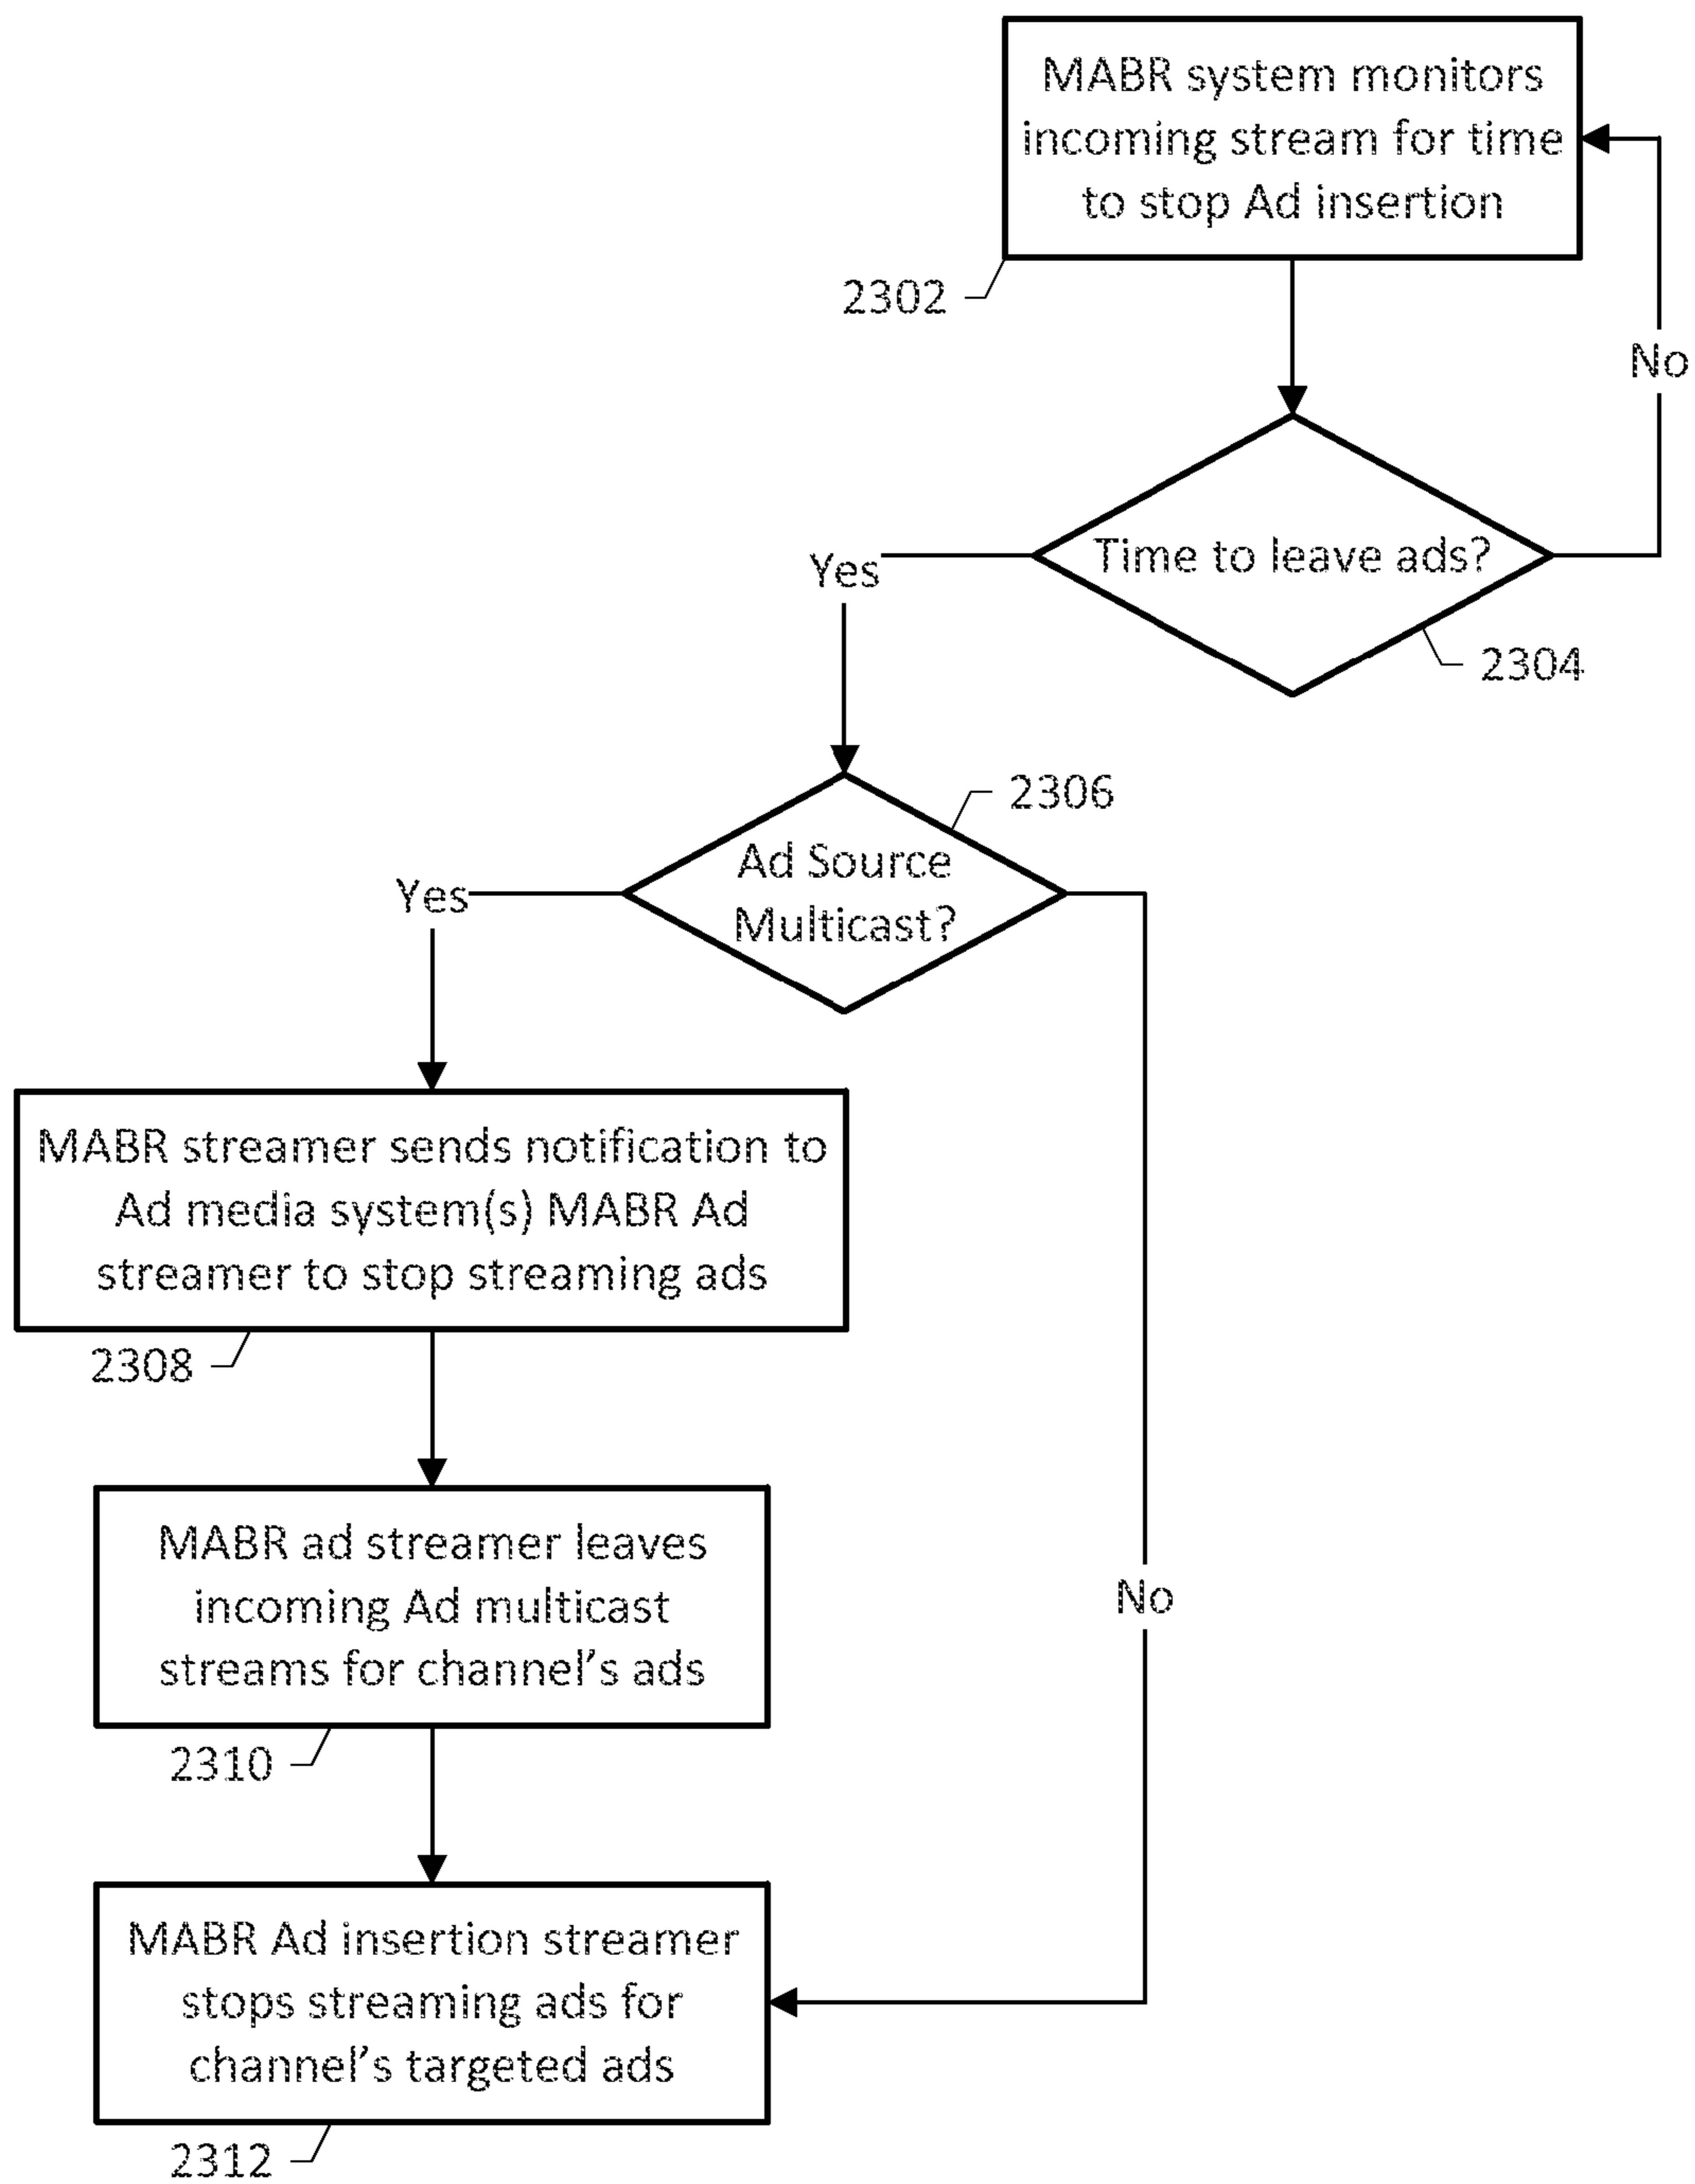 MABR system monitors
incoming stream for time
to stop Ad insertion
2302
No
Time to leave ads?
Yes
2304
2306
Ad Source
Multicast?
Yes
MABR streamer sends notification to
Ad media system(s) MABR Ad
streamer to stop streaming ads
2308
MABR ad streamer leaves
incoming Ad multicast
streams for channel's ads
No
2310
MABR Ad insertion streamer
stops streaming ads for
channel's targeted ads
2312